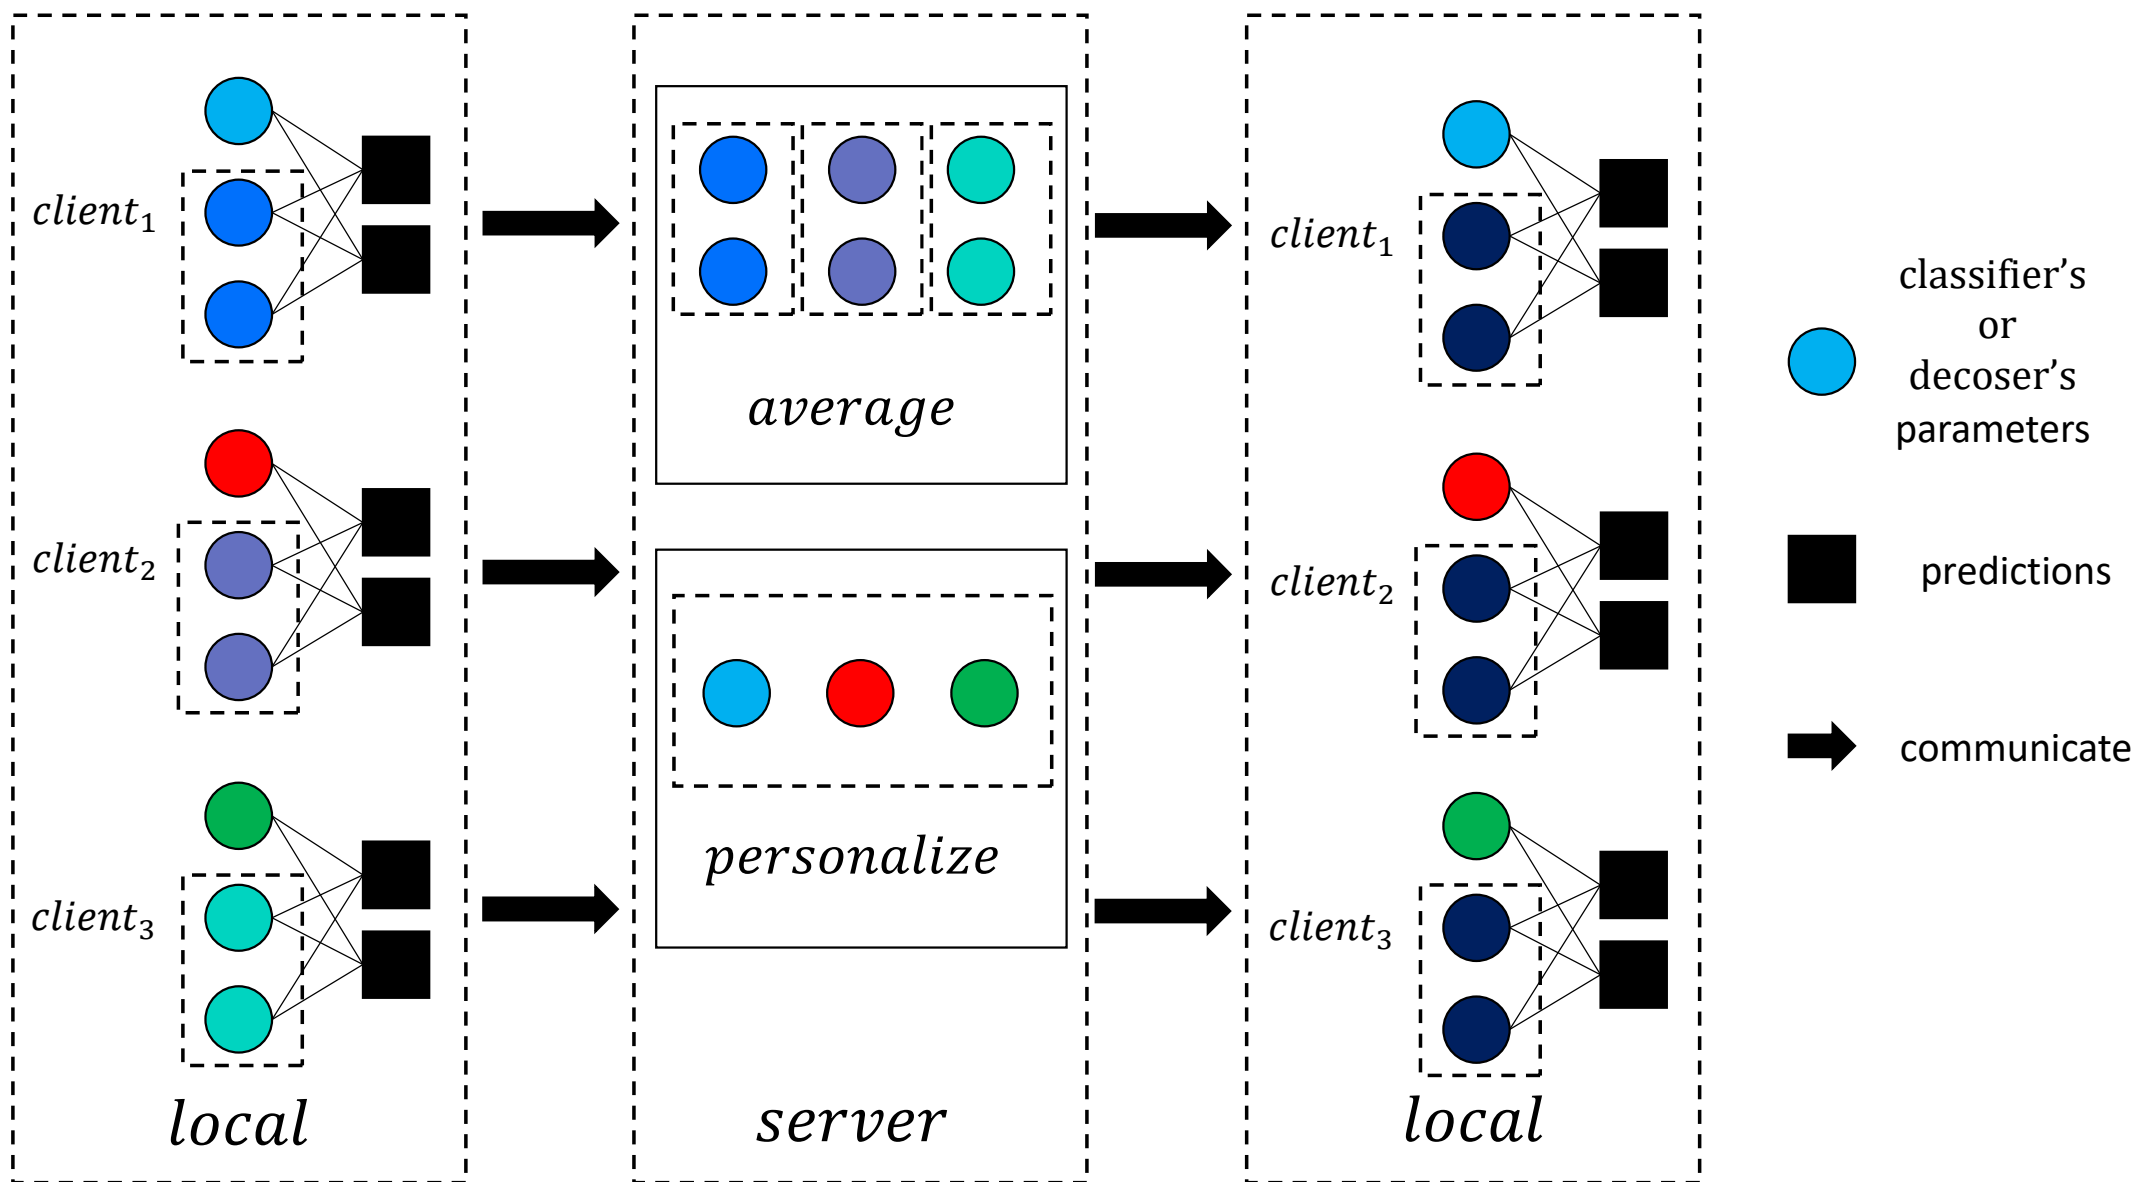 client₁
client₂
client₃
local
average
personalize
server
client₁
client₂
client₃
local
classifier’s
or
decoser’s
parameters
predictions
communicate